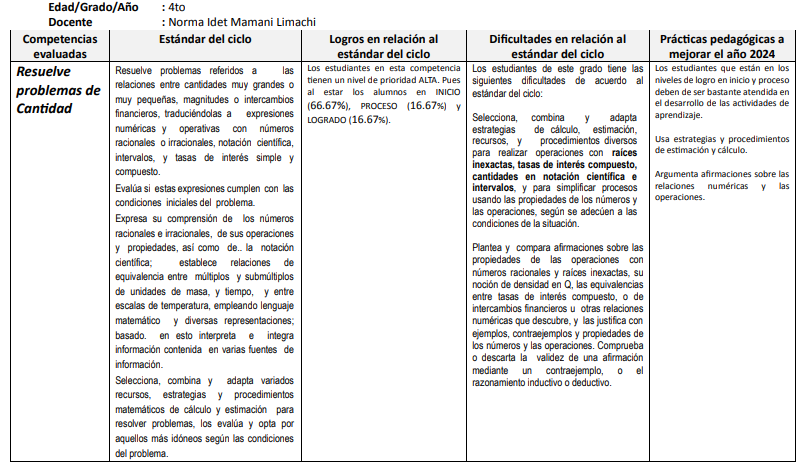 Edad/Grado/Año : 4to
Docente : Norma Idet Mamani Limachi
Competencias evaluadas
Estándar del ciclo
Logros en relación al estándar del ciclo
Dificultades en relación al estándar del ciclo
Prácticas pedagógicas a mejorar el año 2024
Resuelve
problemas de
Cantidad
Resuelve problemas referidos a las
relaciones entre cantidades muy grandes o
muy pequeñas, magnitudes o intercambios
financieros, traduciéndolas a expresiones
numéricas y operativas con números
racionales o irracionales, notación científica,
intervalos, y tasas de interés simple y
compuesto.
Evalúa si estas expresiones cumplen con las
condiciones iniciales del problema.
Expresa su comprensión de los números
racionales e irracionales, de sus operaciones
y propiedades, así como de.. la notación
científica; establece relaciones de
equivalencia entre múltiplos y submúltiplos
de unidades de masa, y tiempo, y entre
escalas de temperatura, empleando lenguaje
matemático y diversas representaciones;
basado. en esto interpreta e integra
información contenida en varias fuentes de
información.
Selecciona, combina y adapta variados
recursos, estrategias y procedimientos
matemáticos de cálculo y estimación para
resolver problemas, los evalúa y opta por
aquellos más idóneos según las condiciones
del problema.
Los estudiantes en esta competencia
tienen un nivel de prioridad ALTA. Pues
al estar los alumnos en INICIO
(66.67%), PROCESO (16.67%) y
LOGRADO (16.67%).
Los estudiantes de este grado tiene las
siguientes dificultades de acuerdo al
estándar del ciclo:
Selecciona, combina y adapta
estrategias de cálculo, estimación,
recursos, y procedimientos diversos
para realizar operaciones con raíces
inexactas, tasas de interés compuesto,
cantidades en notación científica e
intervalos, y para simplificar procesos
usando las propiedades de los números y
las operaciones, según se adecúen a las
condiciones de la situación.
Plantea y compara afirmaciones sobre las
propiedades de las operaciones con
números racionales y raíces inexactas, su
noción de densidad en Q, las equivalencias
entre tasas de interés compuesto, o de
intercambios financieros u otras relaciones
numéricas que descubre, y las justifica con
ejemplos, contraejemplos y propiedades de
los números y las operaciones. Comprueba
o descarta la validez de una afirmación
mediante un contraejemplo, o el
razonamiento inductivo o deductivo.
Los estudiantes que están en los
niveles de logro en inicio y proceso
deben de ser bastante atendida en
el desarrollo de las actividades de
aprendizaje.
Usa estrategias y procedimientos
de estimación y cálculo.
Argumenta afirmaciones sobre las
relaciones numéricas y las
operaciones.